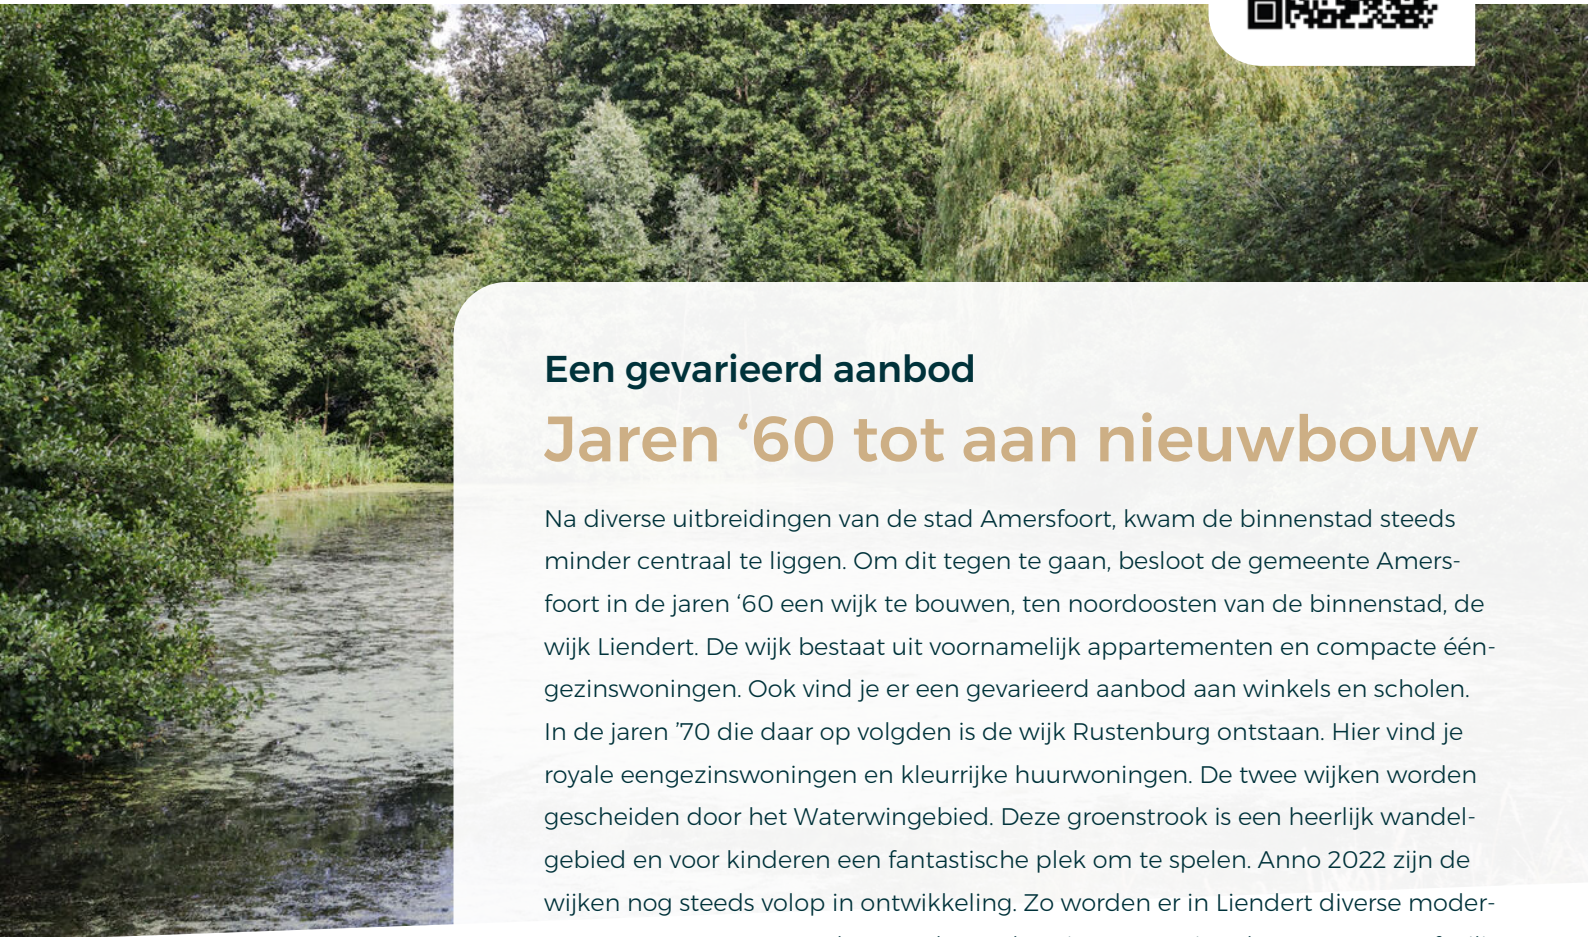 Een gevarieerd aanbod
Jaren ‘60 tot aan nieuwbouw
Na diverse uitbreidingen van de stad Amersfoort, kwam de binnenstad steeds
minder centraal te liggen. Om dit tegen te gaan, besloot de gemeente Amers-
foort in de jaren ‘60 een wijk te bouwen, ten noordoosten van de binnenstad, de
wijk Liendert. De wijk bestaat uit voornamelijk appartementen en compacte één-
gezinswoningen. Ook vind je er een gevarieerd aanbod aan winkels en scholen.
In de jaren ’70 die daar op volgden is de wijk Rustenburg ontstaan. Hier vind je
royale eengezinswoningen en kleurrijke huurwoningen. De twee wijken worden
gescheiden door het Waterwingebied. Deze groenstrook is een heerlijk wandel-
gebied en voor kinderen een fantastische plek om te spelen. Anno 2022 zijn de
wijken nog steeds volop in ontwikkeling. Zo worden er in Liendert diverse moder-